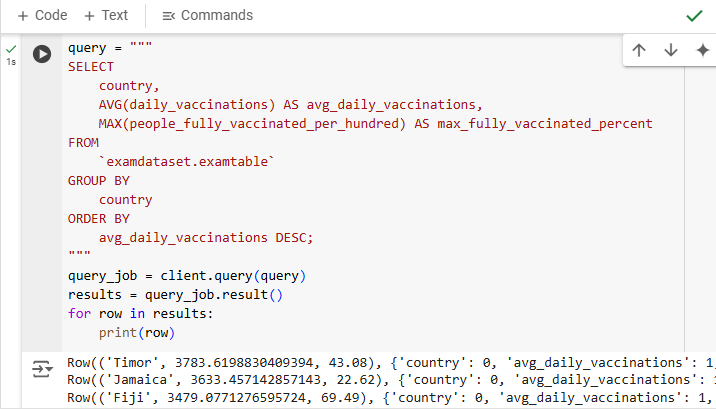 + Code + Text Commands
1s
query = """
SELECT
    country,
    AVG(daily_vaccinations) AS avg_daily_vaccinations,
    MAX(people_fully_vaccinated_per_hundred) AS max_fully_vaccinated_percent
FROM
    `examdataset.examtable`
GROUP BY
    country
ORDER BY
    avg_daily_vaccinations DESC;
"""
query_job = client.query(query)
results = query_job.result()
for row in results:
    print(row)
Row(('Timor', 3783.6198830409394, 43.08), {'country': 0, 'avg_daily_vaccinations': 1,
Row(('Jamaica', 3633.457142857143, 22.62), {'country': 0, 'avg_daily_vaccinations': 1
Row(('Fiji', 3479.0771276595724, 69.49), {'country': 0, 'avg_daily_vaccinations': 1,